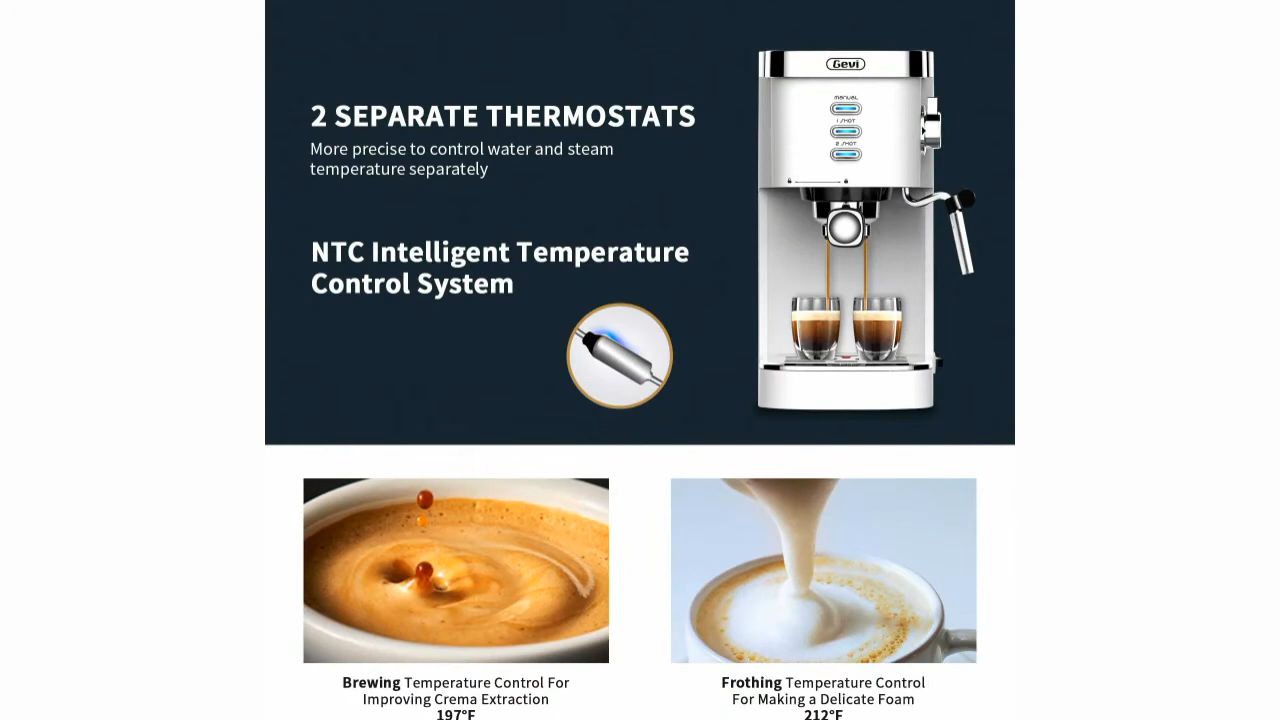 Gevi
MANUAL
1 SHOT
2 SHOT
2 SEPARATE THERMOSTATS
More precise to control water and steam
temperature separately
NTC Intelligent Temperature
Control System
Brewing Temperature Control For
Improving Crema Extraction
197°F
Frothing Temperature Control
For Making a Delicate Foam
212°F